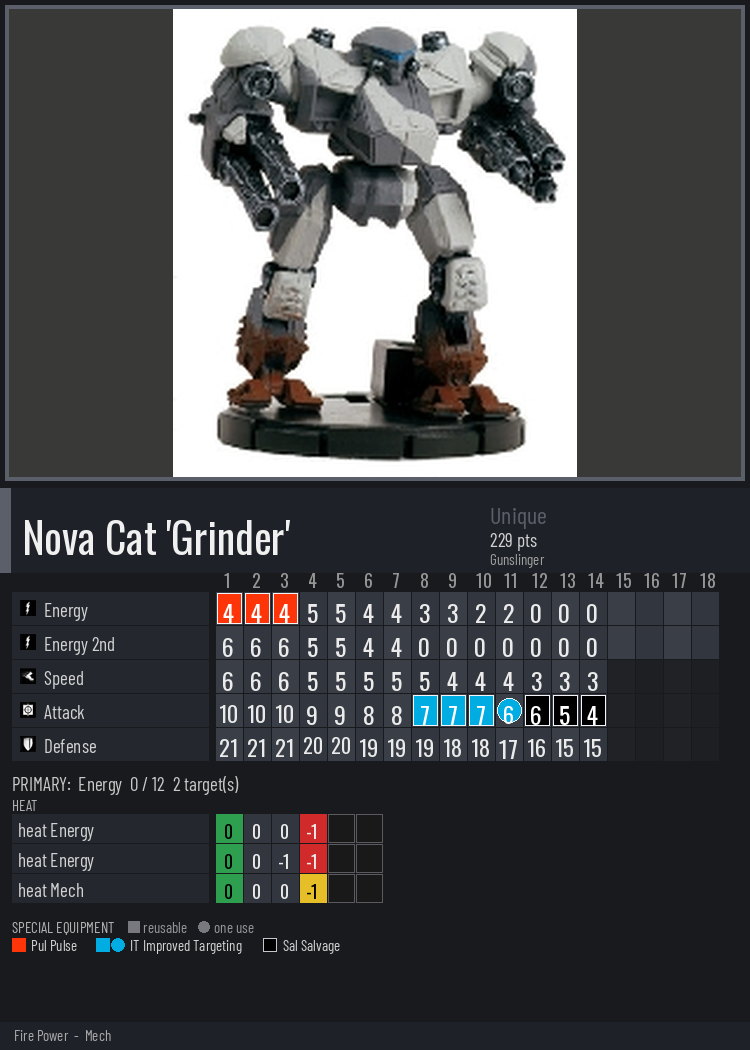 Nova Cat 'Grinder'
Unique
229 pts
Gunslinger
1 2 3 4 5 6 7 8 9 10 11 12 13 14 15 16 17 18
Energy 4 4 4 5 5 4 4 3 3 2 2 0 0 0
Energy 2nd 6 6 6 5 5 4 4 0 0 0 0 0 0 0
Speed 6 6 6 5 5 5 5 5 4 4 4 3 3 3
Attack 10 10 10 9 9 8 8 7 7 7 6 6 5 4
Defense 21 21 21 20 20 19 19 19 18 18 17 16 15 15
PRIMARY: Energy 0 / 12 2 target(s)
HEAT
heat Energy 0 0 0 -1
heat Energy 0 0 -1 -1
heat Mech 0 0 0 -1
SPECIAL EQUIPMENT reusable one use
Pul Pulse IT Improved Targeting Sal Salvage
Fire Power - Mech